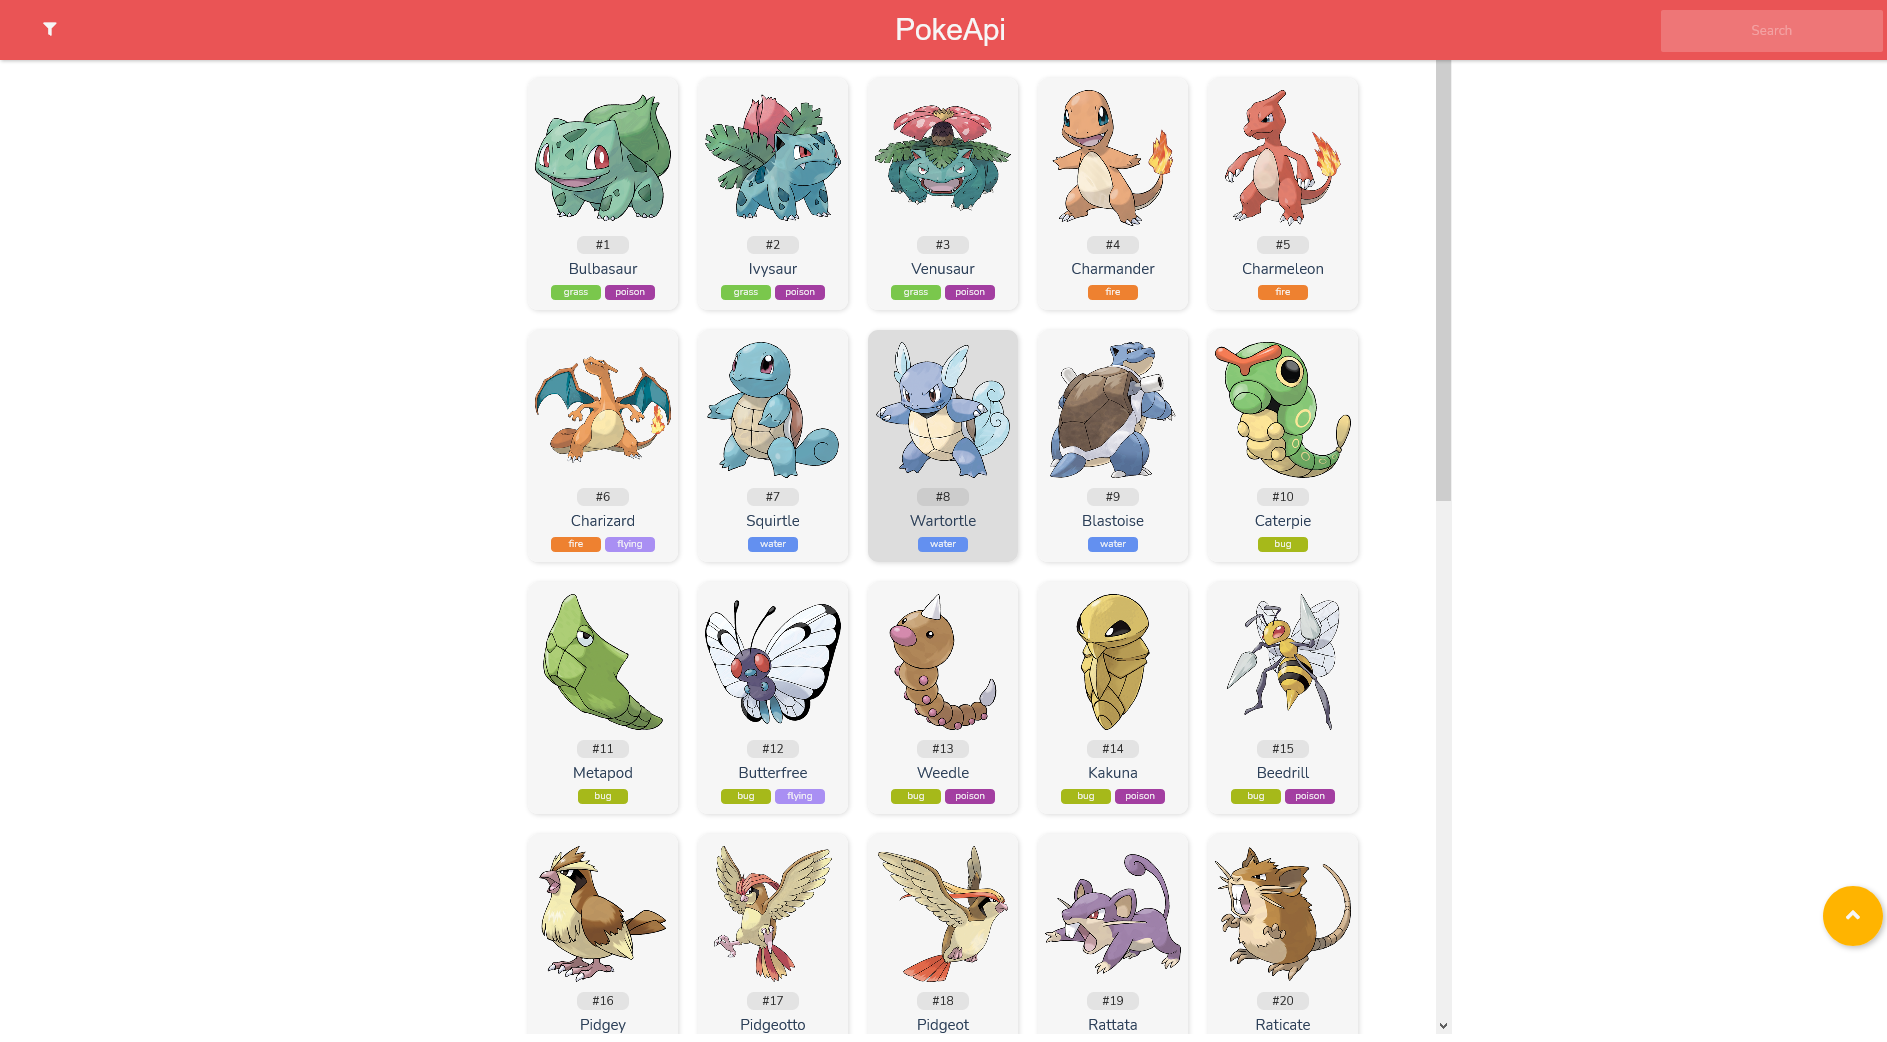 PokeApi
Search
#1
Bulbasaur
grass poison
#2
Ivysaur
grass poison
#3
Venusaur
grass poison
#4
Charmander
fire
#5
Charmeleon
fire
#6
Charizard
fire flying
#7
Squirtle
water
#8
Wartortle
water
#9
Blastoise
water
#10
Caterpie
bug
#11
Metapod
bug
#12
Butterfree
bug flying
#13
Weedle
bug poison
#14
Kakuna
bug poison
#15
Beedrill
bug poison
#16
Pidgey
#17
Pidgeotto
#18
Pidgeot
#19
Rattata
#20
Raticate